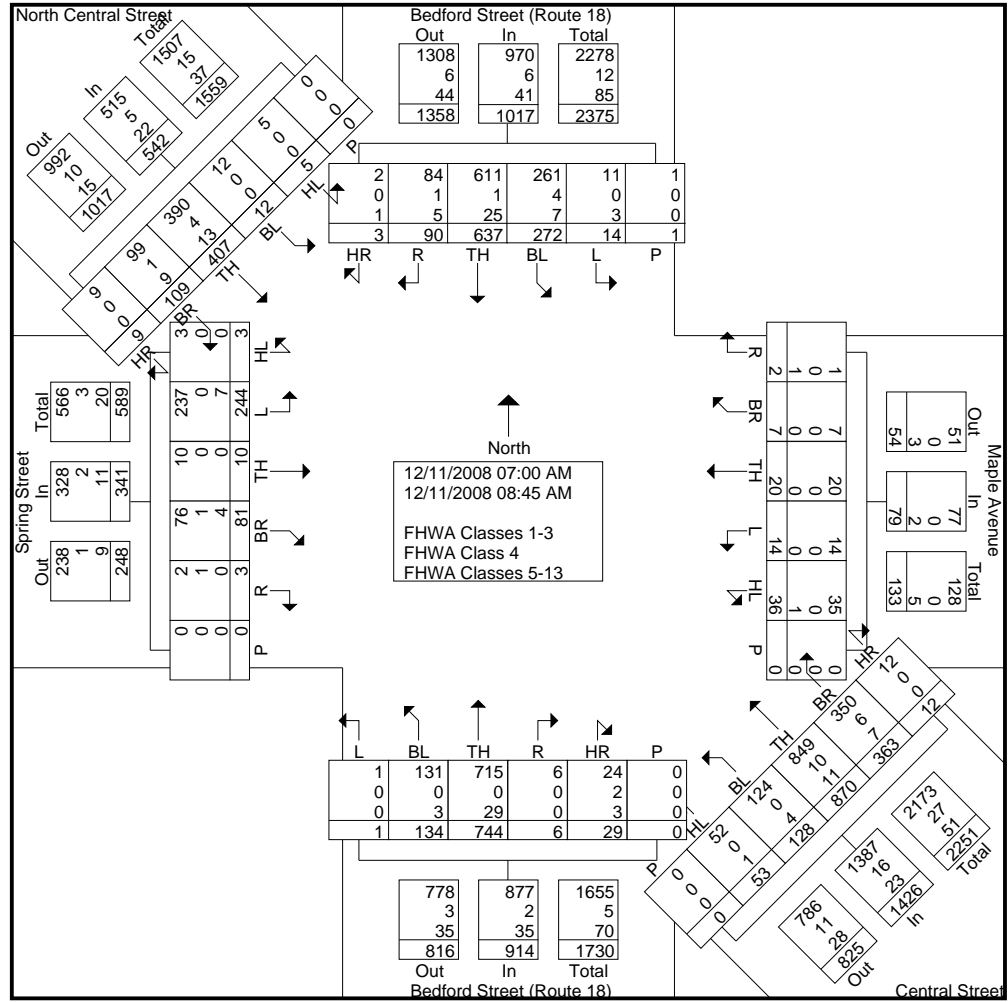 North Central Street
Bedford Street (Route 18)
Out In Total
1308 970 2278
6 6 12
44 41 85
1358 1017 2375
2 84 611 261 11 1
0 1 1 4 0 0
1 5 25 7 3 0
3 90 637 272 14 1
HR R TH BL L P
Total
1507
15
37
1559
In
515
5
22
542
Out
992
10
15
1017
9 99 390 12 5 0
0 1 4 0 0 0
0 9 13 0 0 0
9 109 407 12 5 0
HR BR TH BL HL P
Spring Street
Total In Out
566 328 238
3 2 1
20 11 9
589 341 248
3 0 0 3 HL
237 0 7 244 L
10 0 0 10 TH
76 1 4 81 BR
2 1 0 3 R
0 0 0 0 P
North
12/11/2008 07:00 AM
12/11/2008 08:45 AM
FHWA Classes 1-3
FHWA Class 4
FHWA Classes 5-13
R 2 1 0 1
BR 7 0 0 7
TH 20 0 0 20
L 14 0 0 14
HL 36 1 0 35
P 0 0 0 0
Maple Avenue
Out In Total
51 77 128
0 0 0
3 2 5
54 79 133
L BL TH R HR P
1 131 715 6 24 0
0 0 0 0 2 0
0 3 29 0 3 0
1 134 744 6 29 0
778 877 1655
3 2 5
35 35 70
816 914 1730
Out In Total
Bedford Street (Route 18)
P HL BL TH BR HR
0 52 124 849 350 12
0 0 0 10 6 0
0 1 4 11 7 0
0 53 128 870 363 12
2173
27
51
2251
Total
1387
16
23
1426
In
786
11
28
825
Out
Central Street